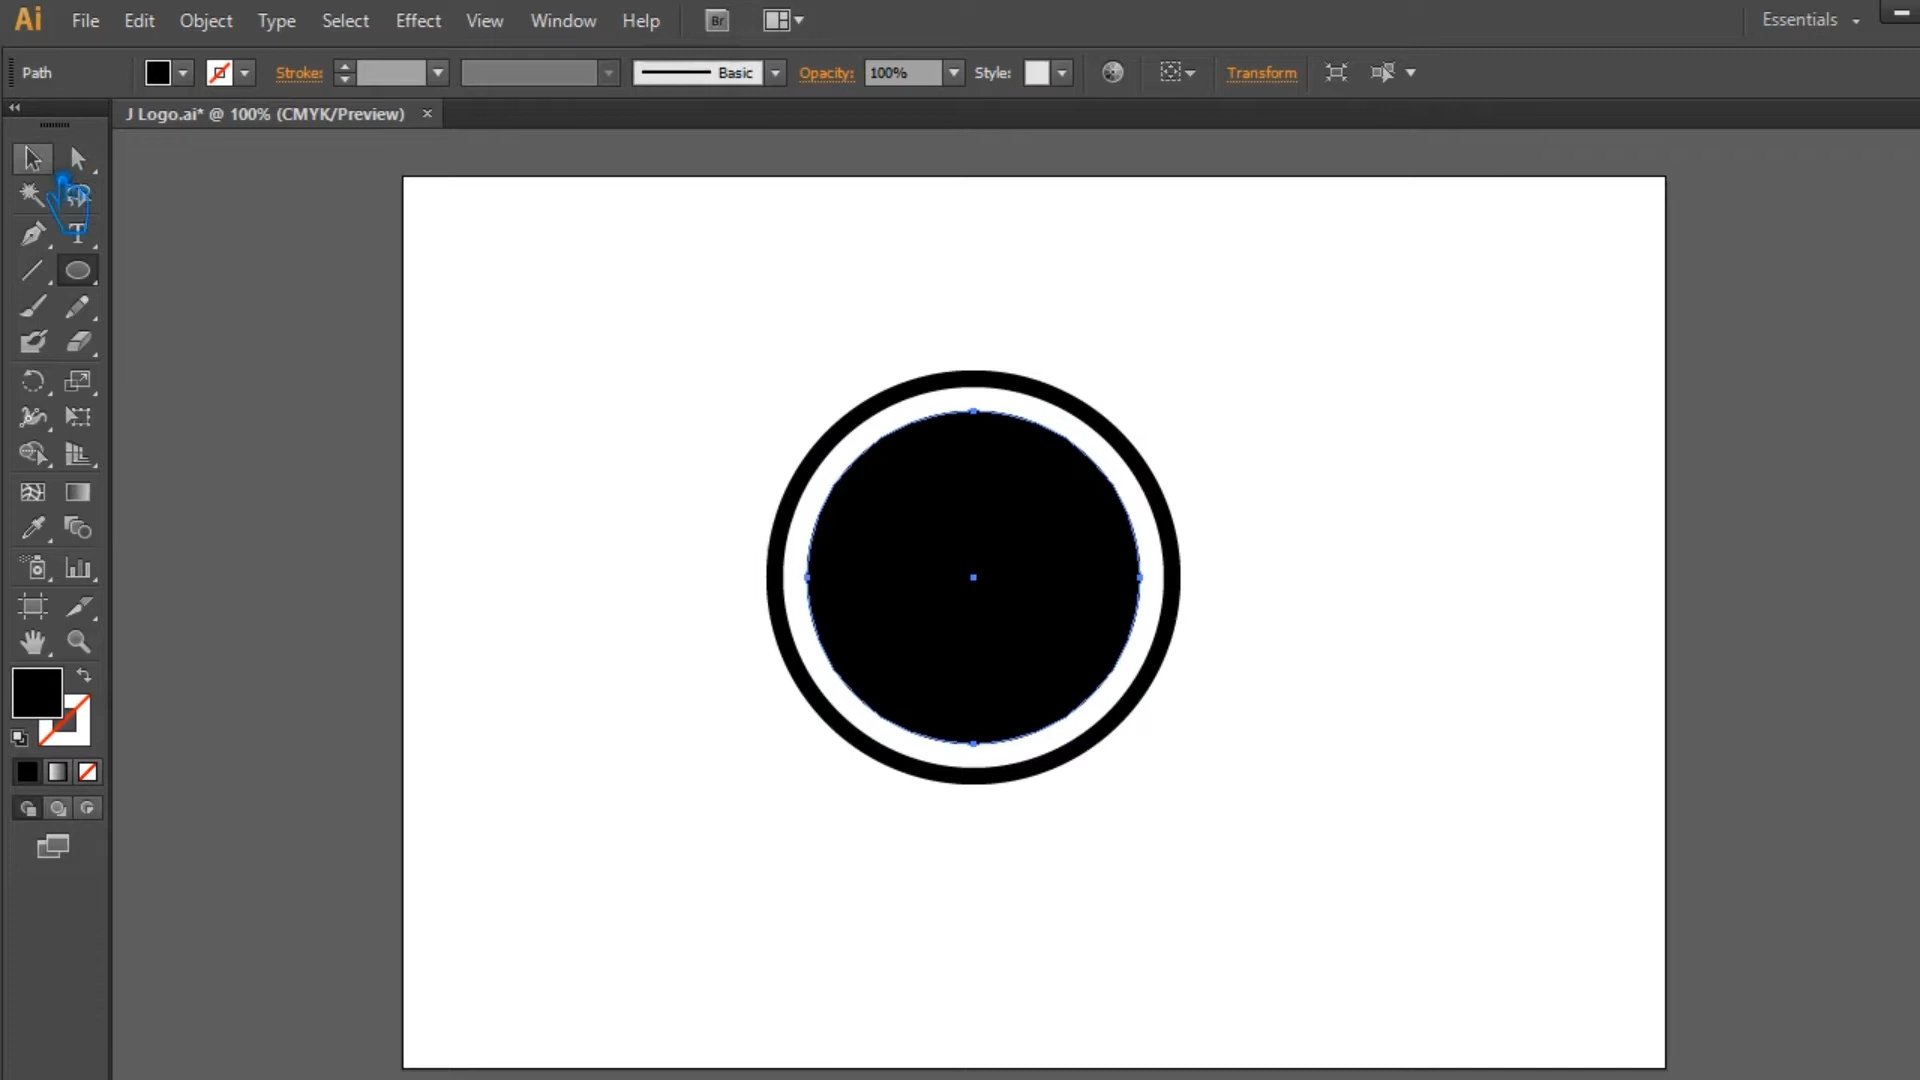 Ai File Edit Object Type Select Effect View Window Help Br Essentials
Path Stroke: Basic Opacity: 100% Style: Transform
J Logo.ai* @ 100% (CMYK/Preview) ×
T